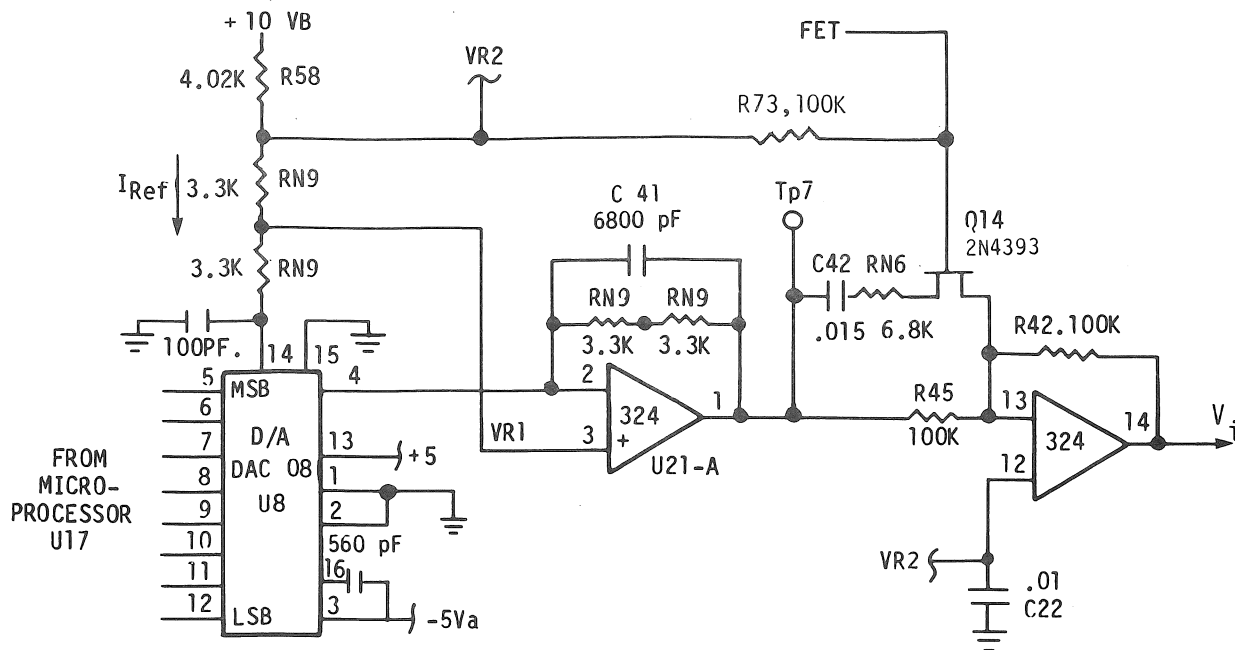 + 10 VB
4.02K R58
VR2
FET
R73,100K
IRef 3.3K RN9
3.3K RN9
100PF.
14 15
C 41
6800 pF
RN9 RN9
3.3K 3.3K
Tp7
Q14
2N4393
C42 RN6
.015 6.8K
R42.100K
R45
100K
FROM
MICRO-
PROCESSOR
U17
5 MSB
6
7
8
9
10
11
12 LSB
D/A
DAC 08
U8
4
13
+5
1
2
560 pF
16
3
-5Va
VR1
2
324
3 +
1
U21-A
13
324
12
14
Vi
VR2
.01
C22